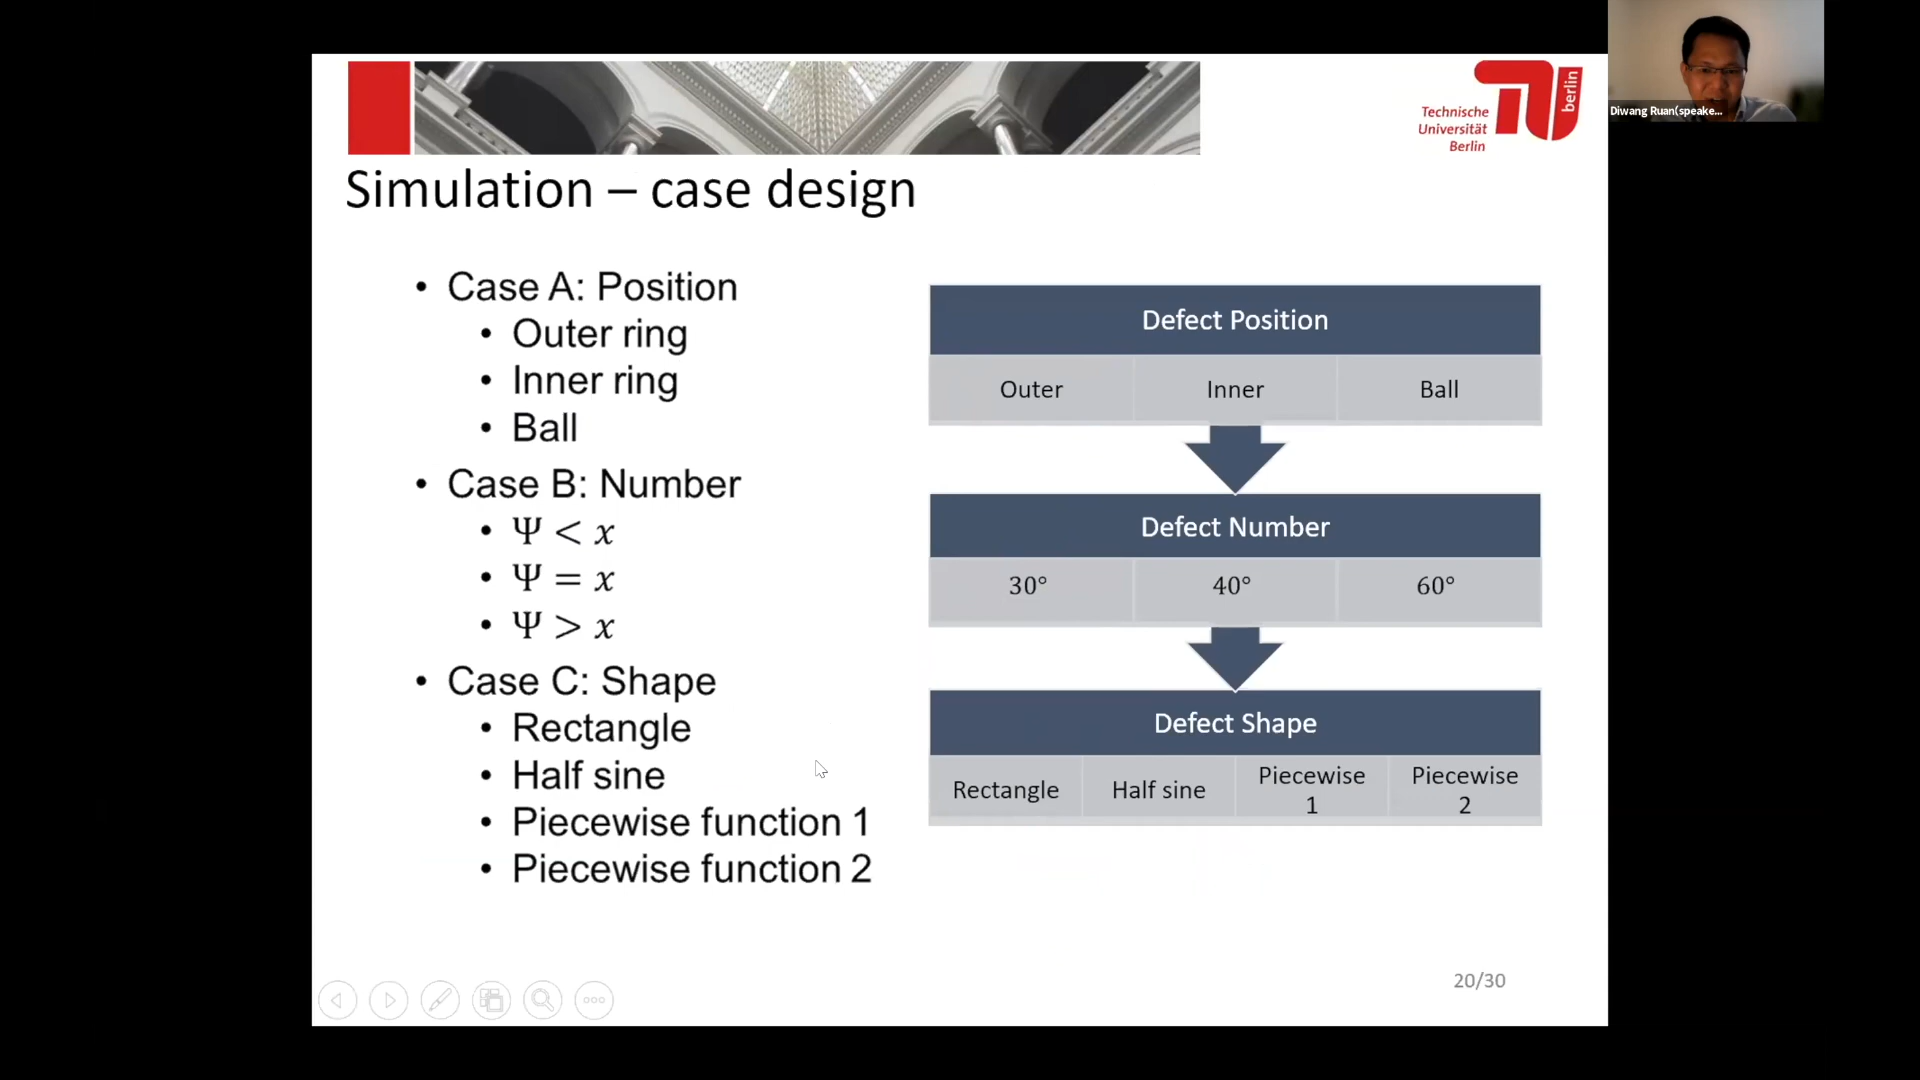 Technische
Universität
Berlin
berlin
Diwang Ruan(speake...
Simulation – case design
• Case A: Position
• Outer ring
• Inner ring
• Ball
• Case B: Number
• Ψ < x
• Ψ = x
• Ψ > x
• Case C: Shape
• Rectangle
• Half sine
• Piecewise function 1
• Piecewise function 2
Defect Position
Outer Inner Ball
Defect Number
30° 40° 60°
Defect Shape
Rectangle Half sine Piecewise 1 Piecewise 2
20/30